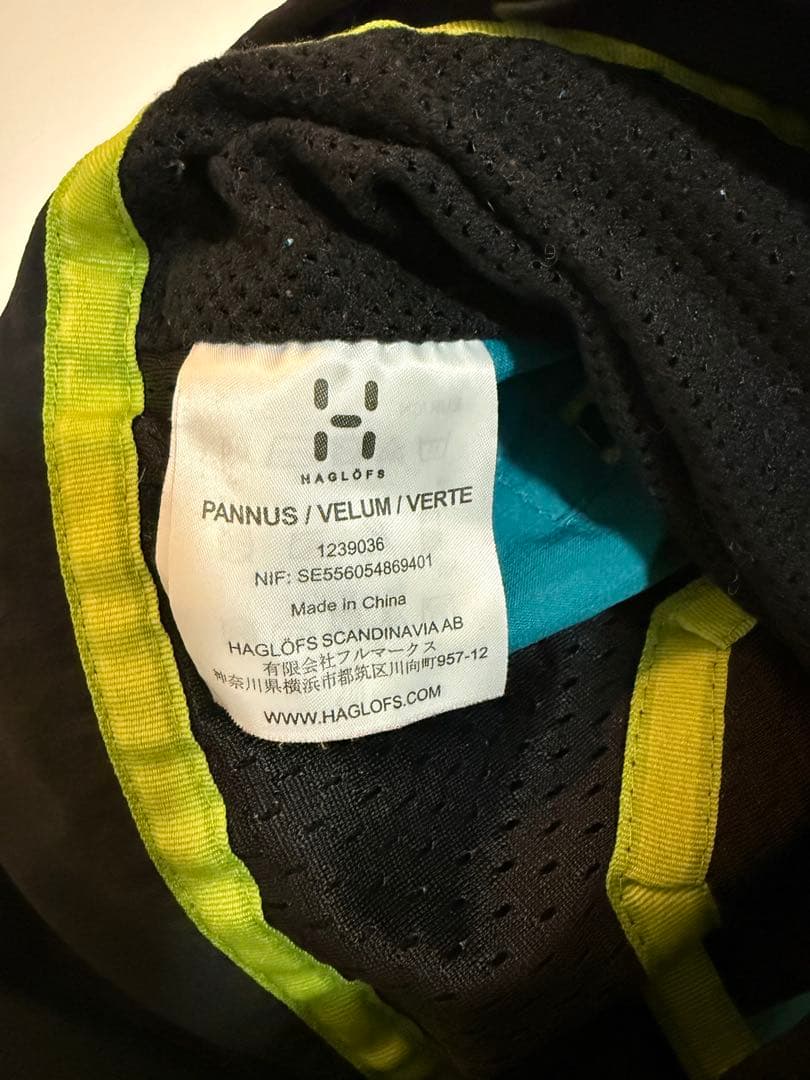 HAGLÖFS
PANNUS / VELUM / VERTE
1239036
NIF: SE556054869401
Made in China
HAGLÖFS SCANDINAVIA AB
有限会社フルマークス
神奈川県横浜市都筑区川向町957-12
WWW.HAGLOFS.COM